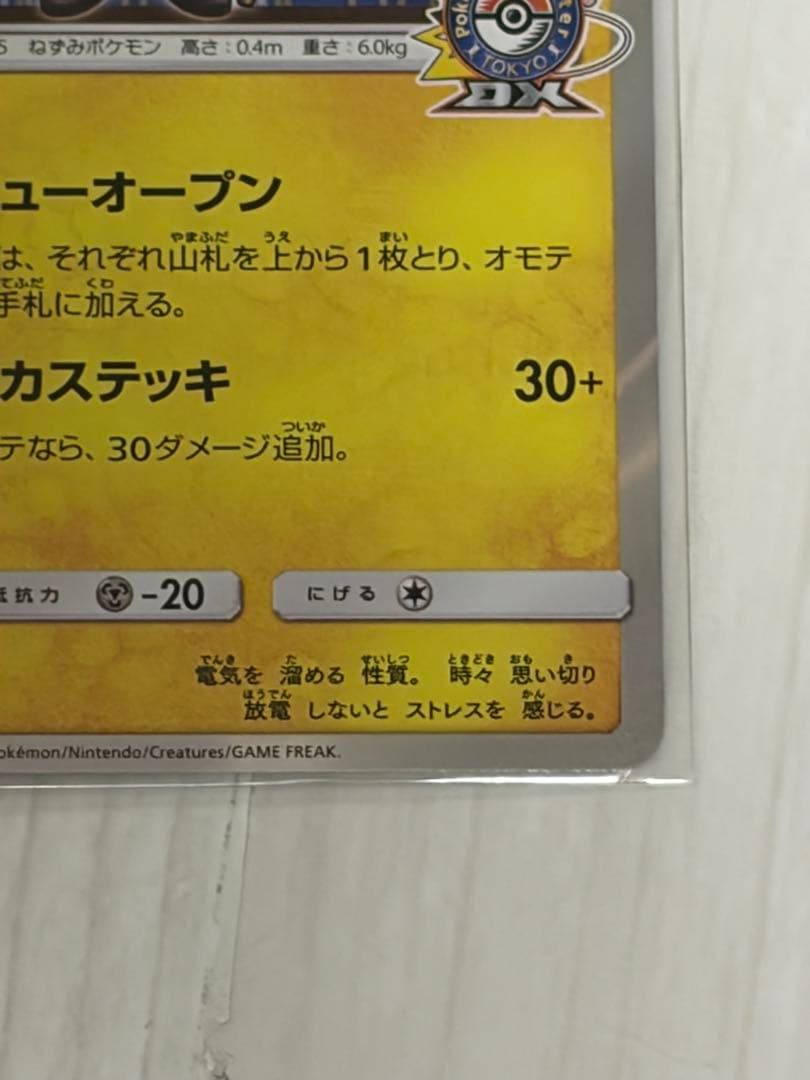 5 ねずみポケモン 高さ：0.4m 重さ：6.0kg
TOKYO
DX
ューオープン
は、それぞれ山札を上から1枚とり、オモテ
手札に加える。
カステッキ 30+
テなら、30ダメージ追加。
抵抗力 -20 にげる
電気を 溜める 性質。 時々 思い切り
放電 しないと ストレスを 感じる。
okémon/Nintendo/Creatures/GAME FREAK.